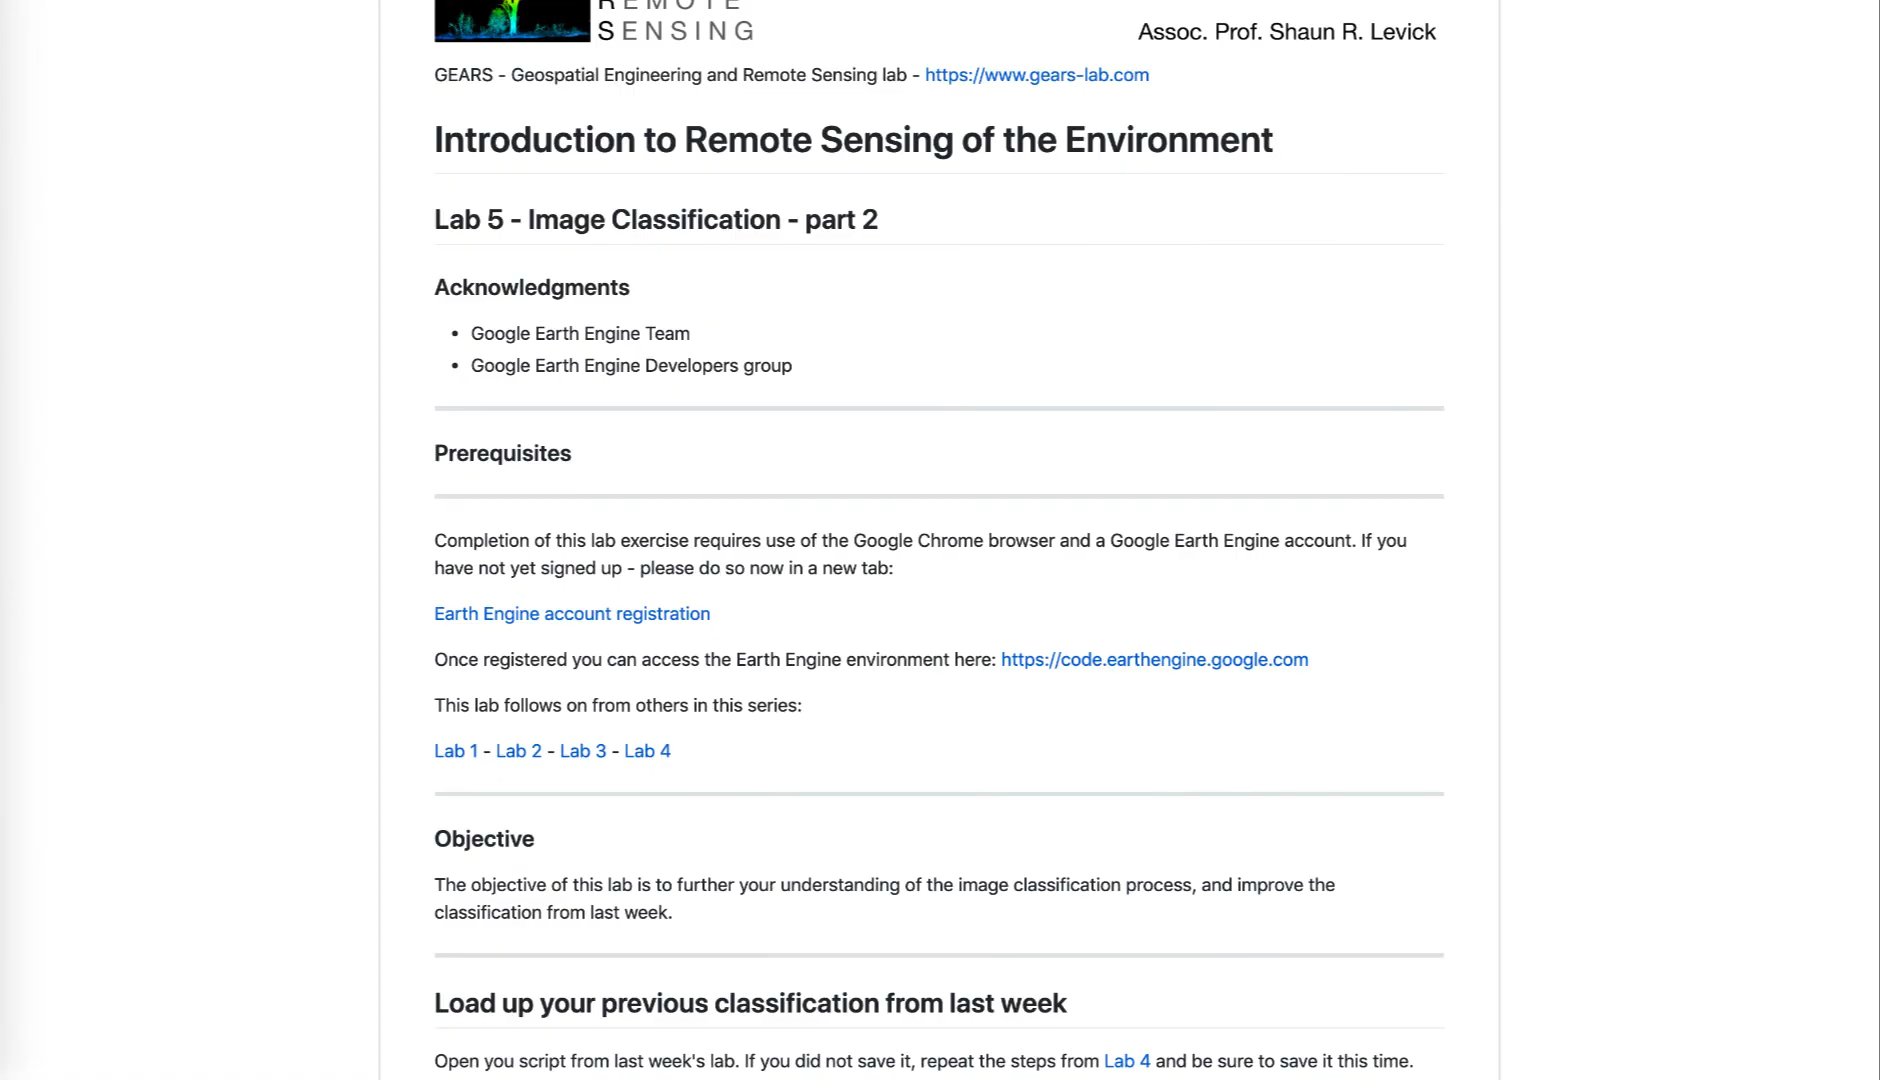 REMOTE
SENSING
Assoc. Prof. Shaun R. Levick
GEARS - Geospatial Engineering and Remote Sensing lab - https://www.gears-lab.com
Introduction to Remote Sensing of the Environment
Lab 5 - Image Classification - part 2
Acknowledgments
• Google Earth Engine Team
• Google Earth Engine Developers group
Prerequisites
Completion of this lab exercise requires use of the Google Chrome browser and a Google Earth Engine account. If you
have not yet signed up - please do so now in a new tab:
Earth Engine account registration
Once registered you can access the Earth Engine environment here: https://code.earthengine.google.com
This lab follows on from others in this series:
Lab 1 - Lab 2 - Lab 3 - Lab 4
Objective
The objective of this lab is to further your understanding of the image classification process, and improve the
classification from last week.
Load up your previous classification from last week
Open you script from last week's lab. If you did not save it, repeat the steps from Lab 4 and be sure to save it this time.